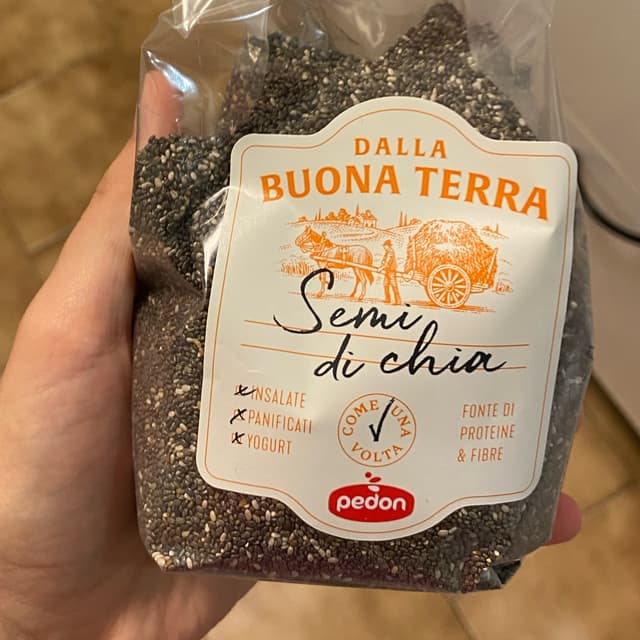 DALLA
BUONA TERRA
Semi
di chia
INSALATE
PANIFICATI
YOGURT
COME UNA
VOLTA
FONTE DI
PROTEINE
& FIBRE
pedon